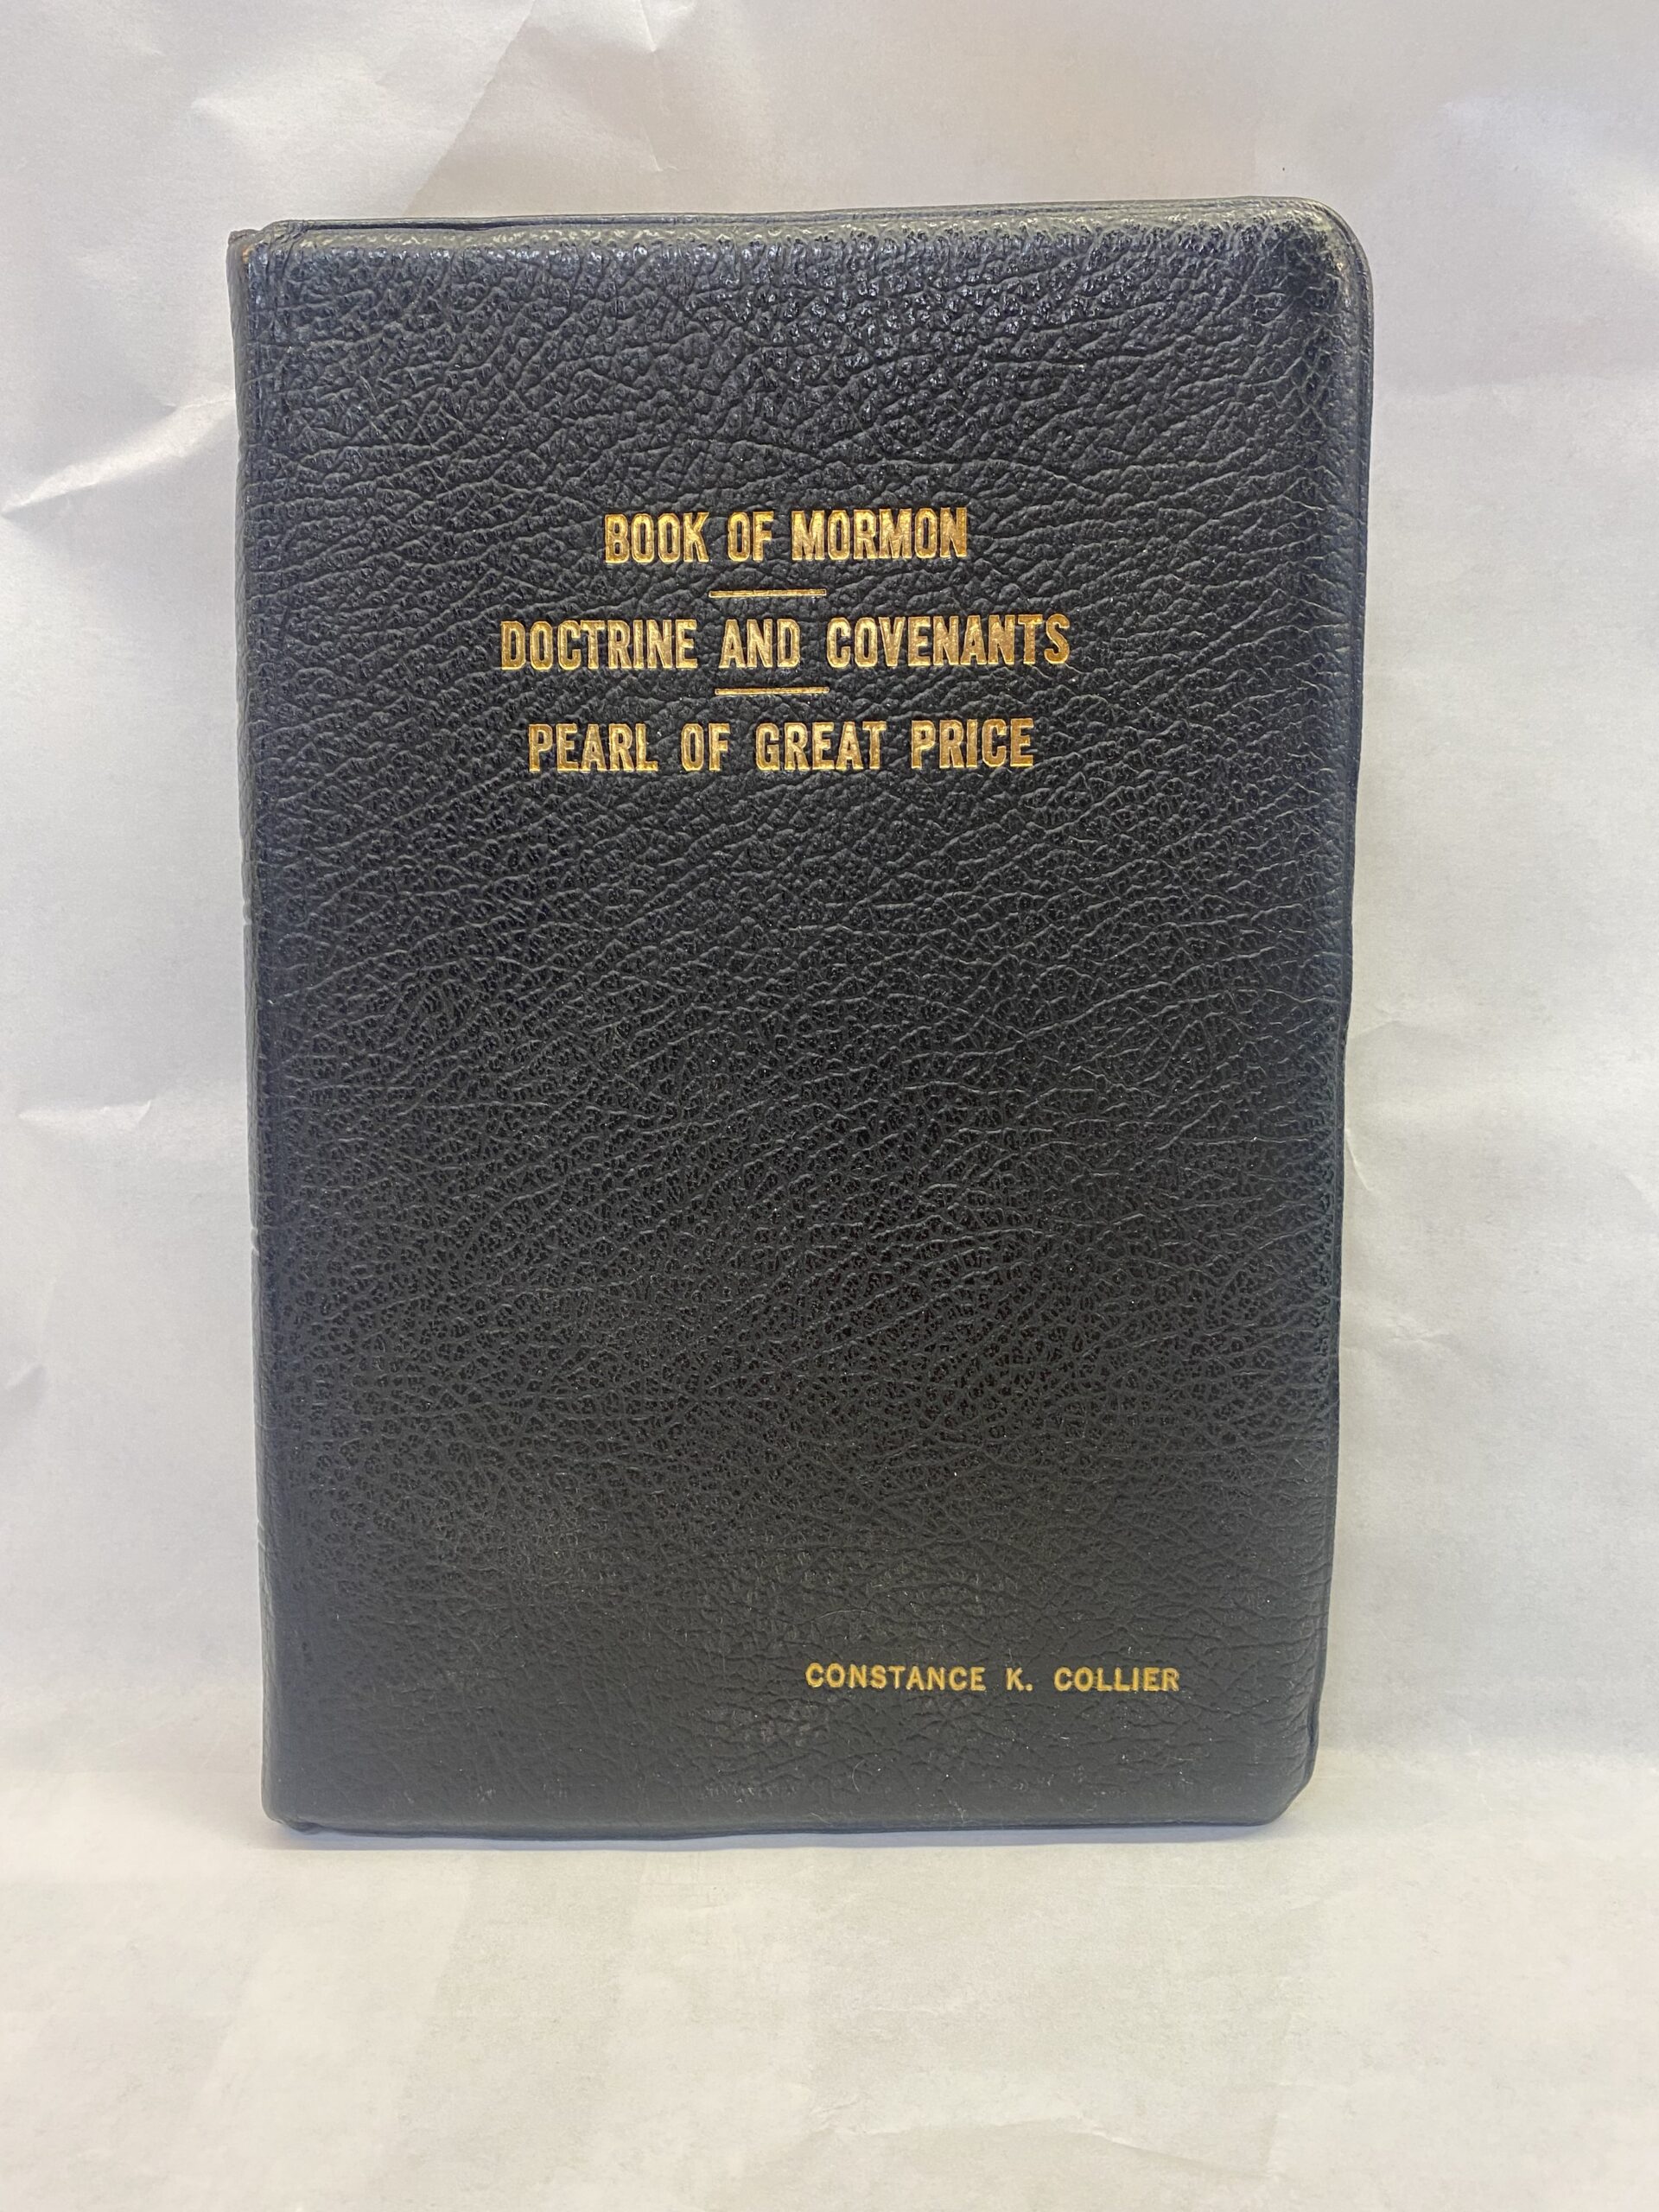 BOOK OF MORMON
DOCTRINE AND COVENANTS
PEARL OF GREAT PRICE
CONSTANCE K. COLLIER